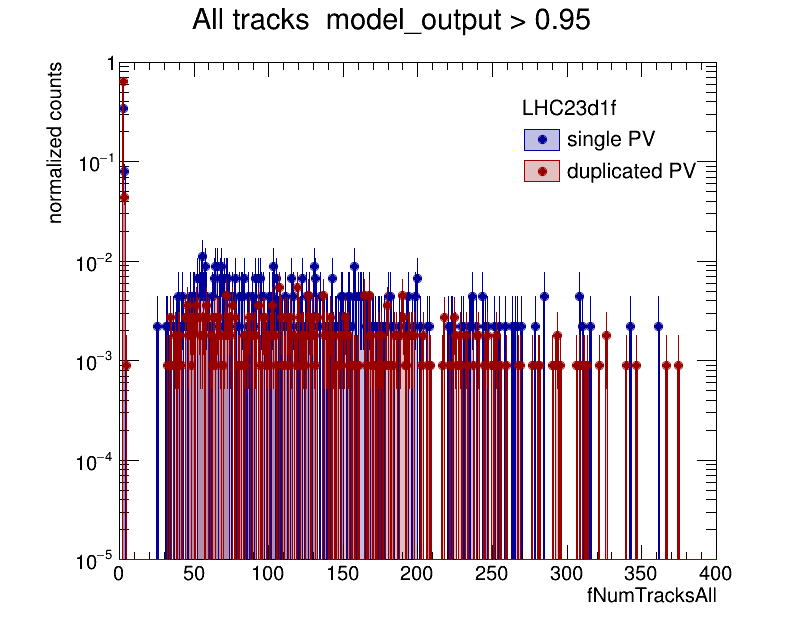 All tracks  model_output > 0.95
normalized counts
1
10⁻¹
10⁻²
10⁻³
10⁻⁴
10⁻⁵
LHC23d1f
single PV
duplicated PV
0 50 100 150 200 250 300 350 400
fNumTracksAll